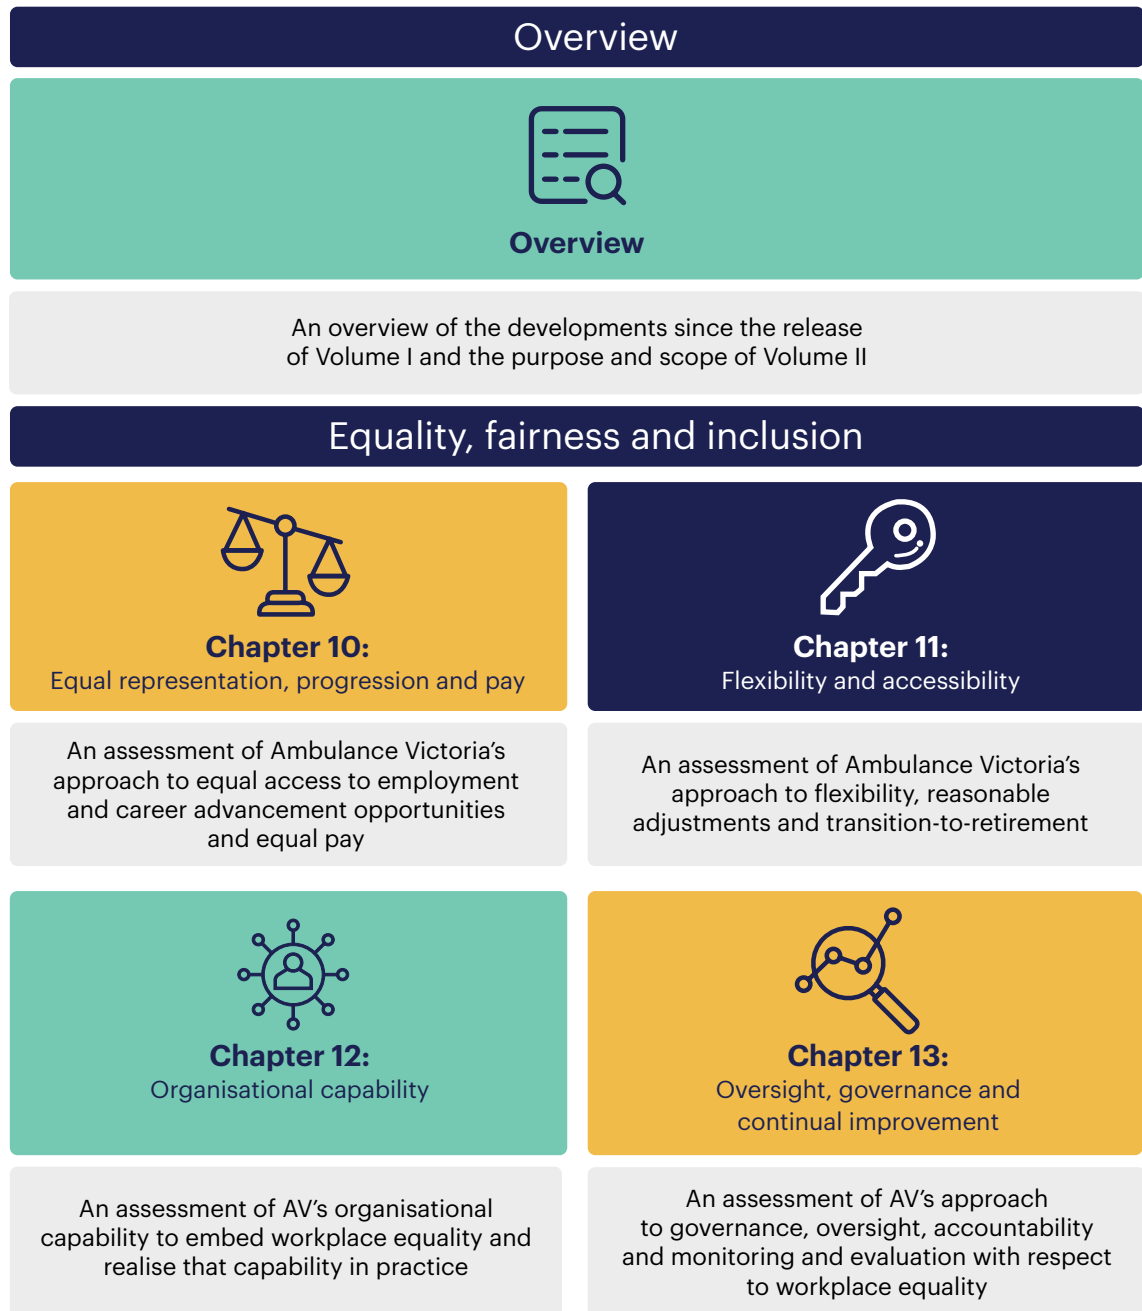 Overview
Overview
An overview of the developments since the release
of Volume I and the purpose and scope of Volume II
Equality, fairness and inclusion
Chapter 10:
Equal representation, progression and pay
An assessment of Ambulance Victoria’s
approach to equal access to employment
and career advancement opportunities
and equal pay
Chapter 11:
Flexibility and accessibility
An assessment of Ambulance Victoria’s
approach to flexibility, reasonable
adjustments and transition-to-retirement
Chapter 12:
Organisational capability
An assessment of AV’s organisational
capability to embed workplace equality and
realise that capability in practice
Chapter 13:
Oversight, governance and
continual improvement
An assessment of AV’s approach
to governance, oversight, accountability
and monitoring and evaluation with respect
to workplace equality